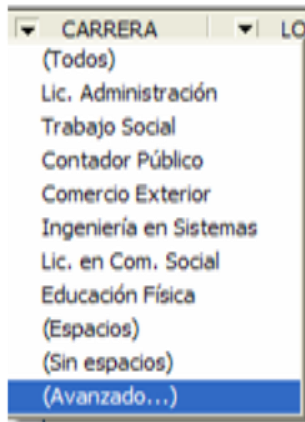 CARRERA LO
(Todos)
Lic. Administración
Trabajo Social
Contador Público
Comercio Exterior
Ingeniería en Sistemas
Lic. en Com. Social
Educación Física
(Espacios)
(Sin espacios)
(Avanzado...)